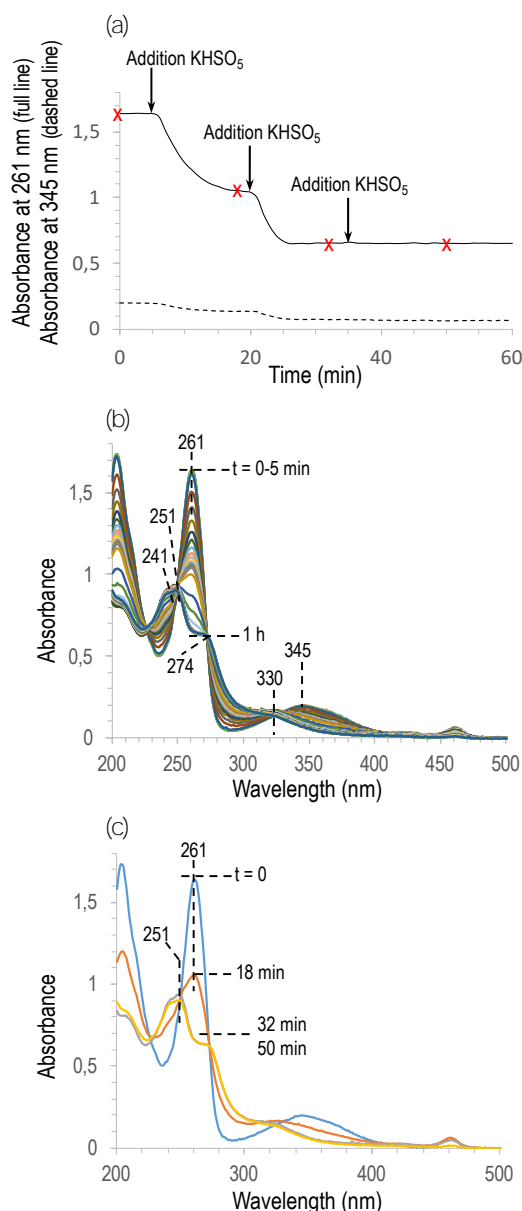 (a)
Addition KHSO₅
Addition KHSO₅
Addition KHSO₅
1,5
1
0,5
0
0 20 40 60
Absorbance at 261 nm (full line)
Absorbance at 345 nm (dashed line)
Time (min)
(b)
261
t = 0-5 min
251
241
1 h
274
330
345
1,5
1
0,5
0
200 250 300 350 400 450 500
Absorbance
Wavelength (nm)
(c)
261
t = 0
251
18 min
32 min
50 min
1,5
1
0,5
0
200 300 400 500
Absorbance
Wavelength (nm)